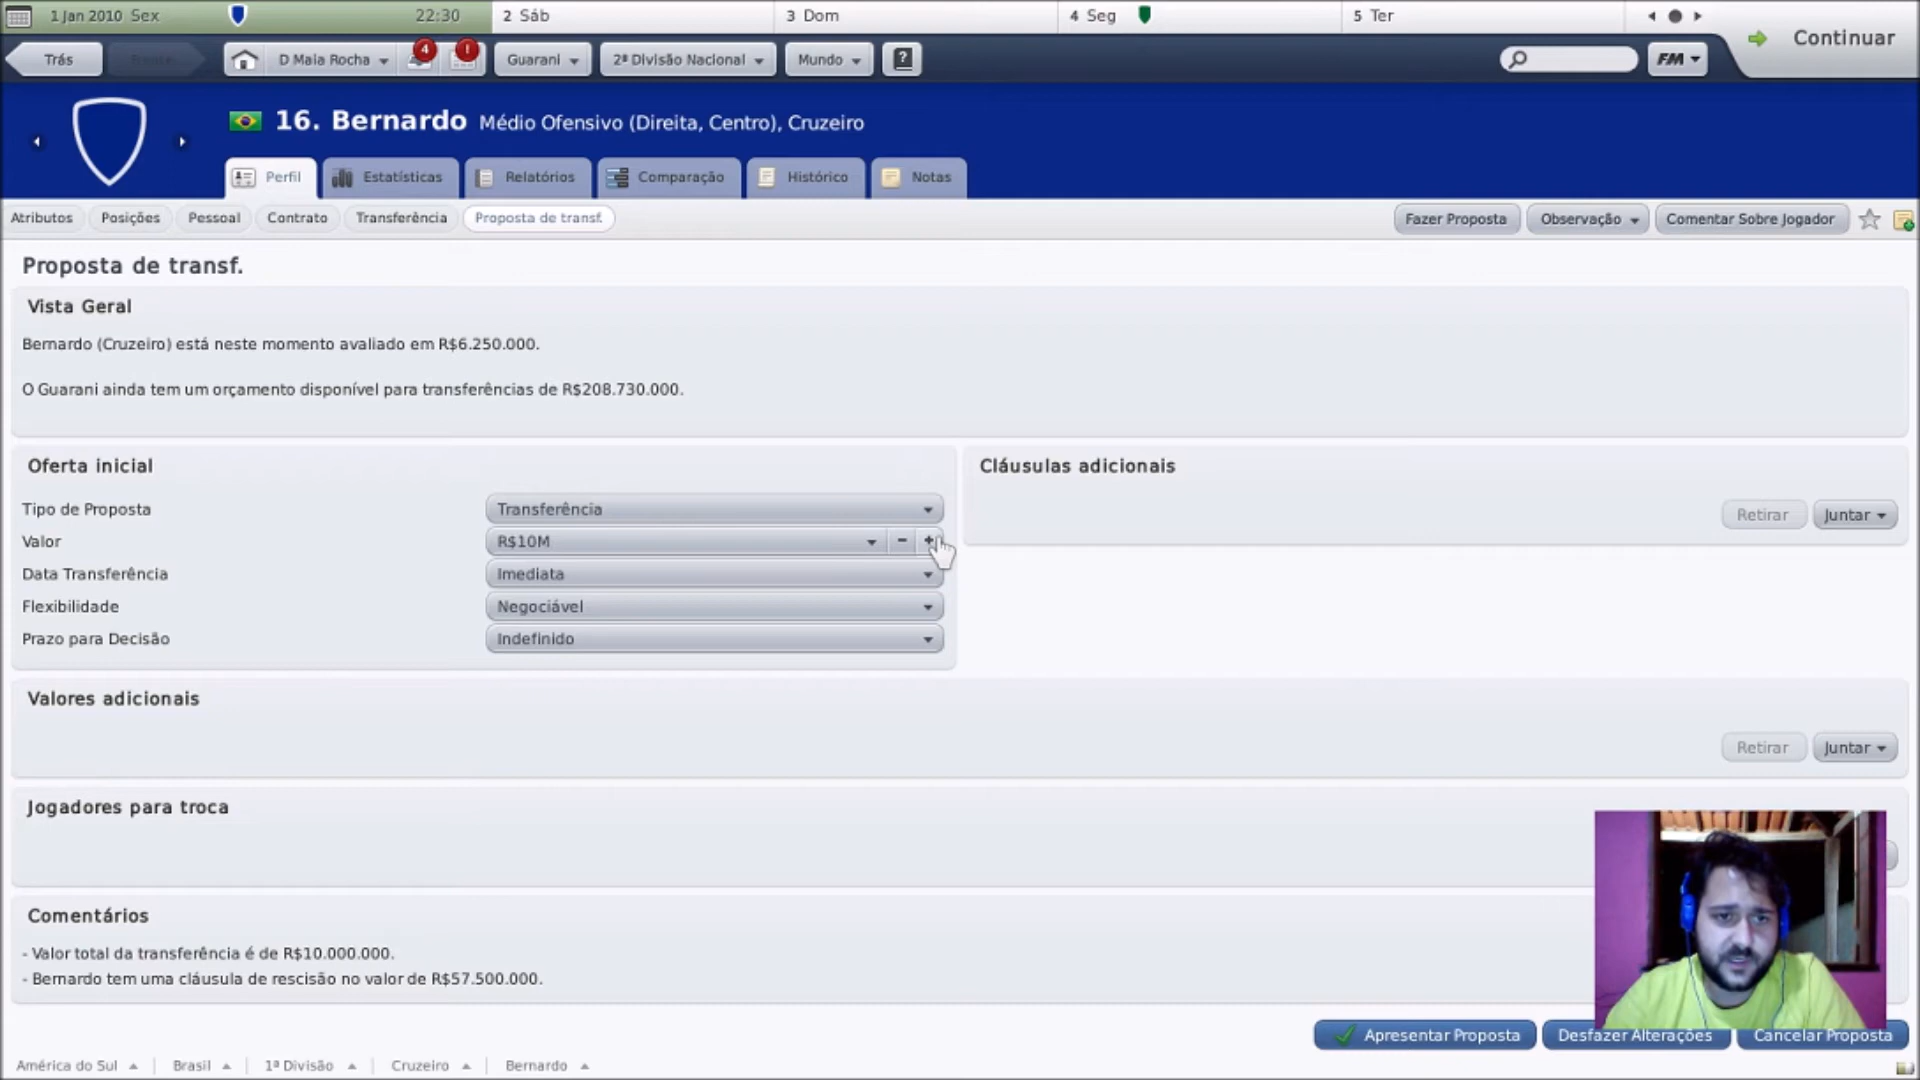 1 Jan 2010 Sex 22:30 2 Sáb 3 Dom 4 Seg 5 Ter
Continuar
Trás D Maia Rocha 4 ! Guarani 2ª Divisão Nacional Mundo ? FM
16. Bernardo Médio Ofensivo (Direita, Centro), Cruzeiro
Perfil Estatísticas Relatórios Comparação Histórico Notas
Atributos Posições Pessoal Contrato Transferência Proposta de transf. Fazer Proposta Observação Comentar Sobre Jogador
Proposta de transf.
Vista Geral
Bernardo (Cruzeiro) está neste momento avaliado em R$6.250.000.
O Guarani ainda tem um orçamento disponível para transferências de R$208.730.000.
Oferta inicial
Tipo de Proposta Transferência
Valor R$10M - +
Data Transferência Imediata
Flexibilidade Negociável
Prazo para Decisão Indefinido
Cláusulas adicionais
Retirar Juntar
Valores adicionais
Retirar Juntar
Jogadores para troca
Comentários
- Valor total da transferência é de R$10.000.000.
- Bernardo tem uma cláusula de rescisão no valor de R$57.500.000.
Apresentar Proposta Desfazer Alterações Cancelar Proposta
América do Sul Brasil 1ª Divisão Cruzeiro Bernardo